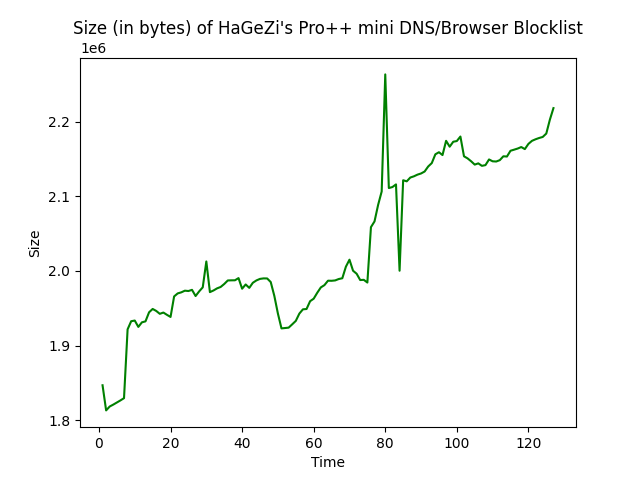 Size (in bytes) of HaGeZi's Pro++ mini DNS/Browser Blocklist
1e6
2.2
2.1
2.0
1.9
1.8
Size
0 20 40 60 80 100 120
Time